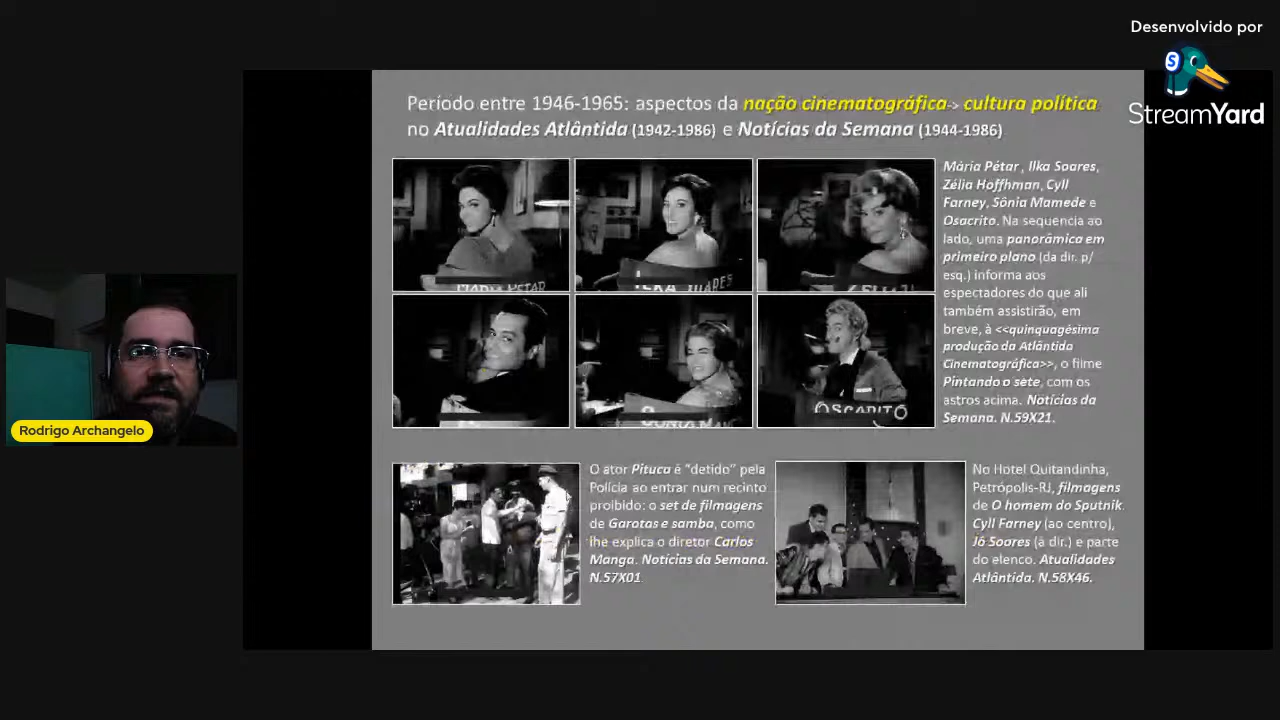 Desenvolvido por
StreamYard
Período entre 1946-1965: aspectos da nação cinematográfica-> cultura política
no Atualidades Atlântida (1942-1986) e Notícias da Semana (1944-1986)
Mária Pétar , Ilka Soares,
Zélia Hoffhman, Cyll
Farney, Sônia Mamede e
Osacrito. Na sequencia ao
lado, uma panorâmica em
primeiro plano (da dir. p/
esq.) informa aos
espectadores do que ali
também assistirão, em
breve, à <<quinquagésima
produção da Atlântida
Cinematográfica>>, o filme
Pintando o sete, com os
astros acima. Notícias da
Semana. N.59X21.
MARIA PETAR
OSCARITO
O ator Pituca é "detido" pela
Polícia ao entrar num recinto
proibido: o set de filmagens
de Garotas e samba, como
lhe explica o diretor Carlos
Manga. Notícias da Semana.
N.57X01
No Hotel Quitandinha,
Petrópolis-RJ, filmagens
de O homem do Sputnik.
Cyll Farney (ao centro),
Jô Soares (à dir.) e parte
do elenco. Atualidades
Atlântida. N.58X46.
Rodrigo Archangelo